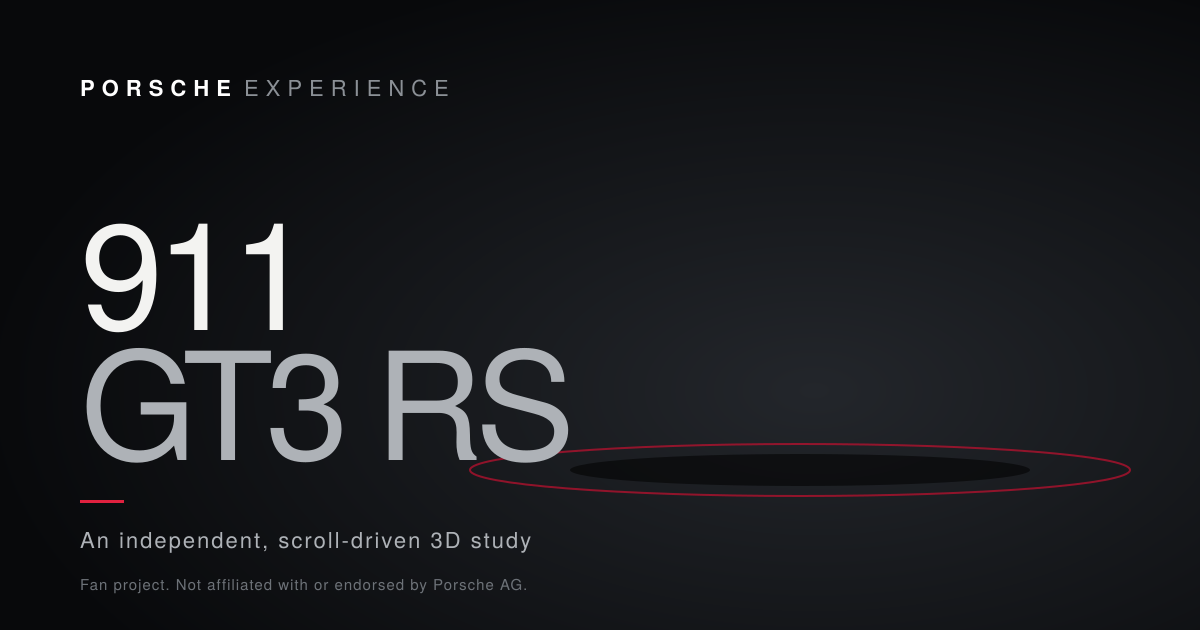 PORSCHE EXPERIENCE
911
GT3 RS
An independent, scroll-driven 3D study
Fan project. Not affiliated with or endorsed by Porsche AG.